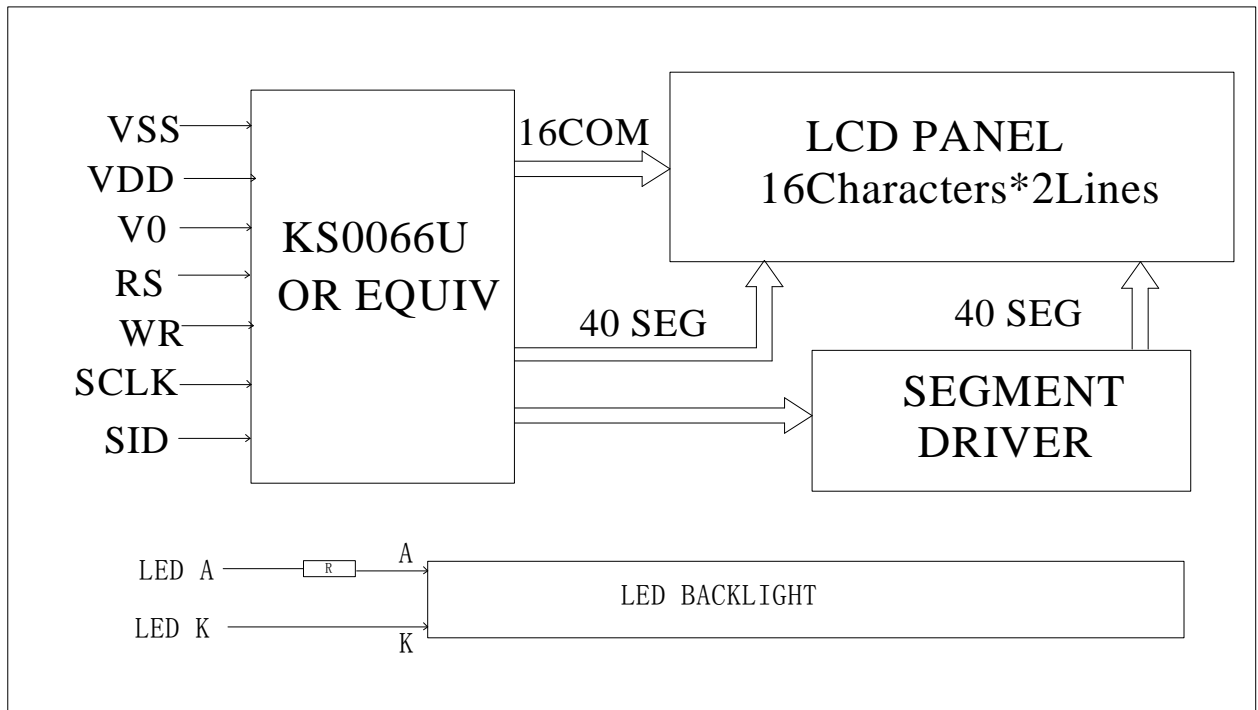 VSS
VDD
V0
RS
WR
SCLK
SID
KS0066U
OR EQUIV
16COM
40 SEG
LCD PANEL
16Characters*2Lines
40 SEG
SEGMENT
DRIVER
LED A
R
A
LED K
K
LED BACKLIGHT